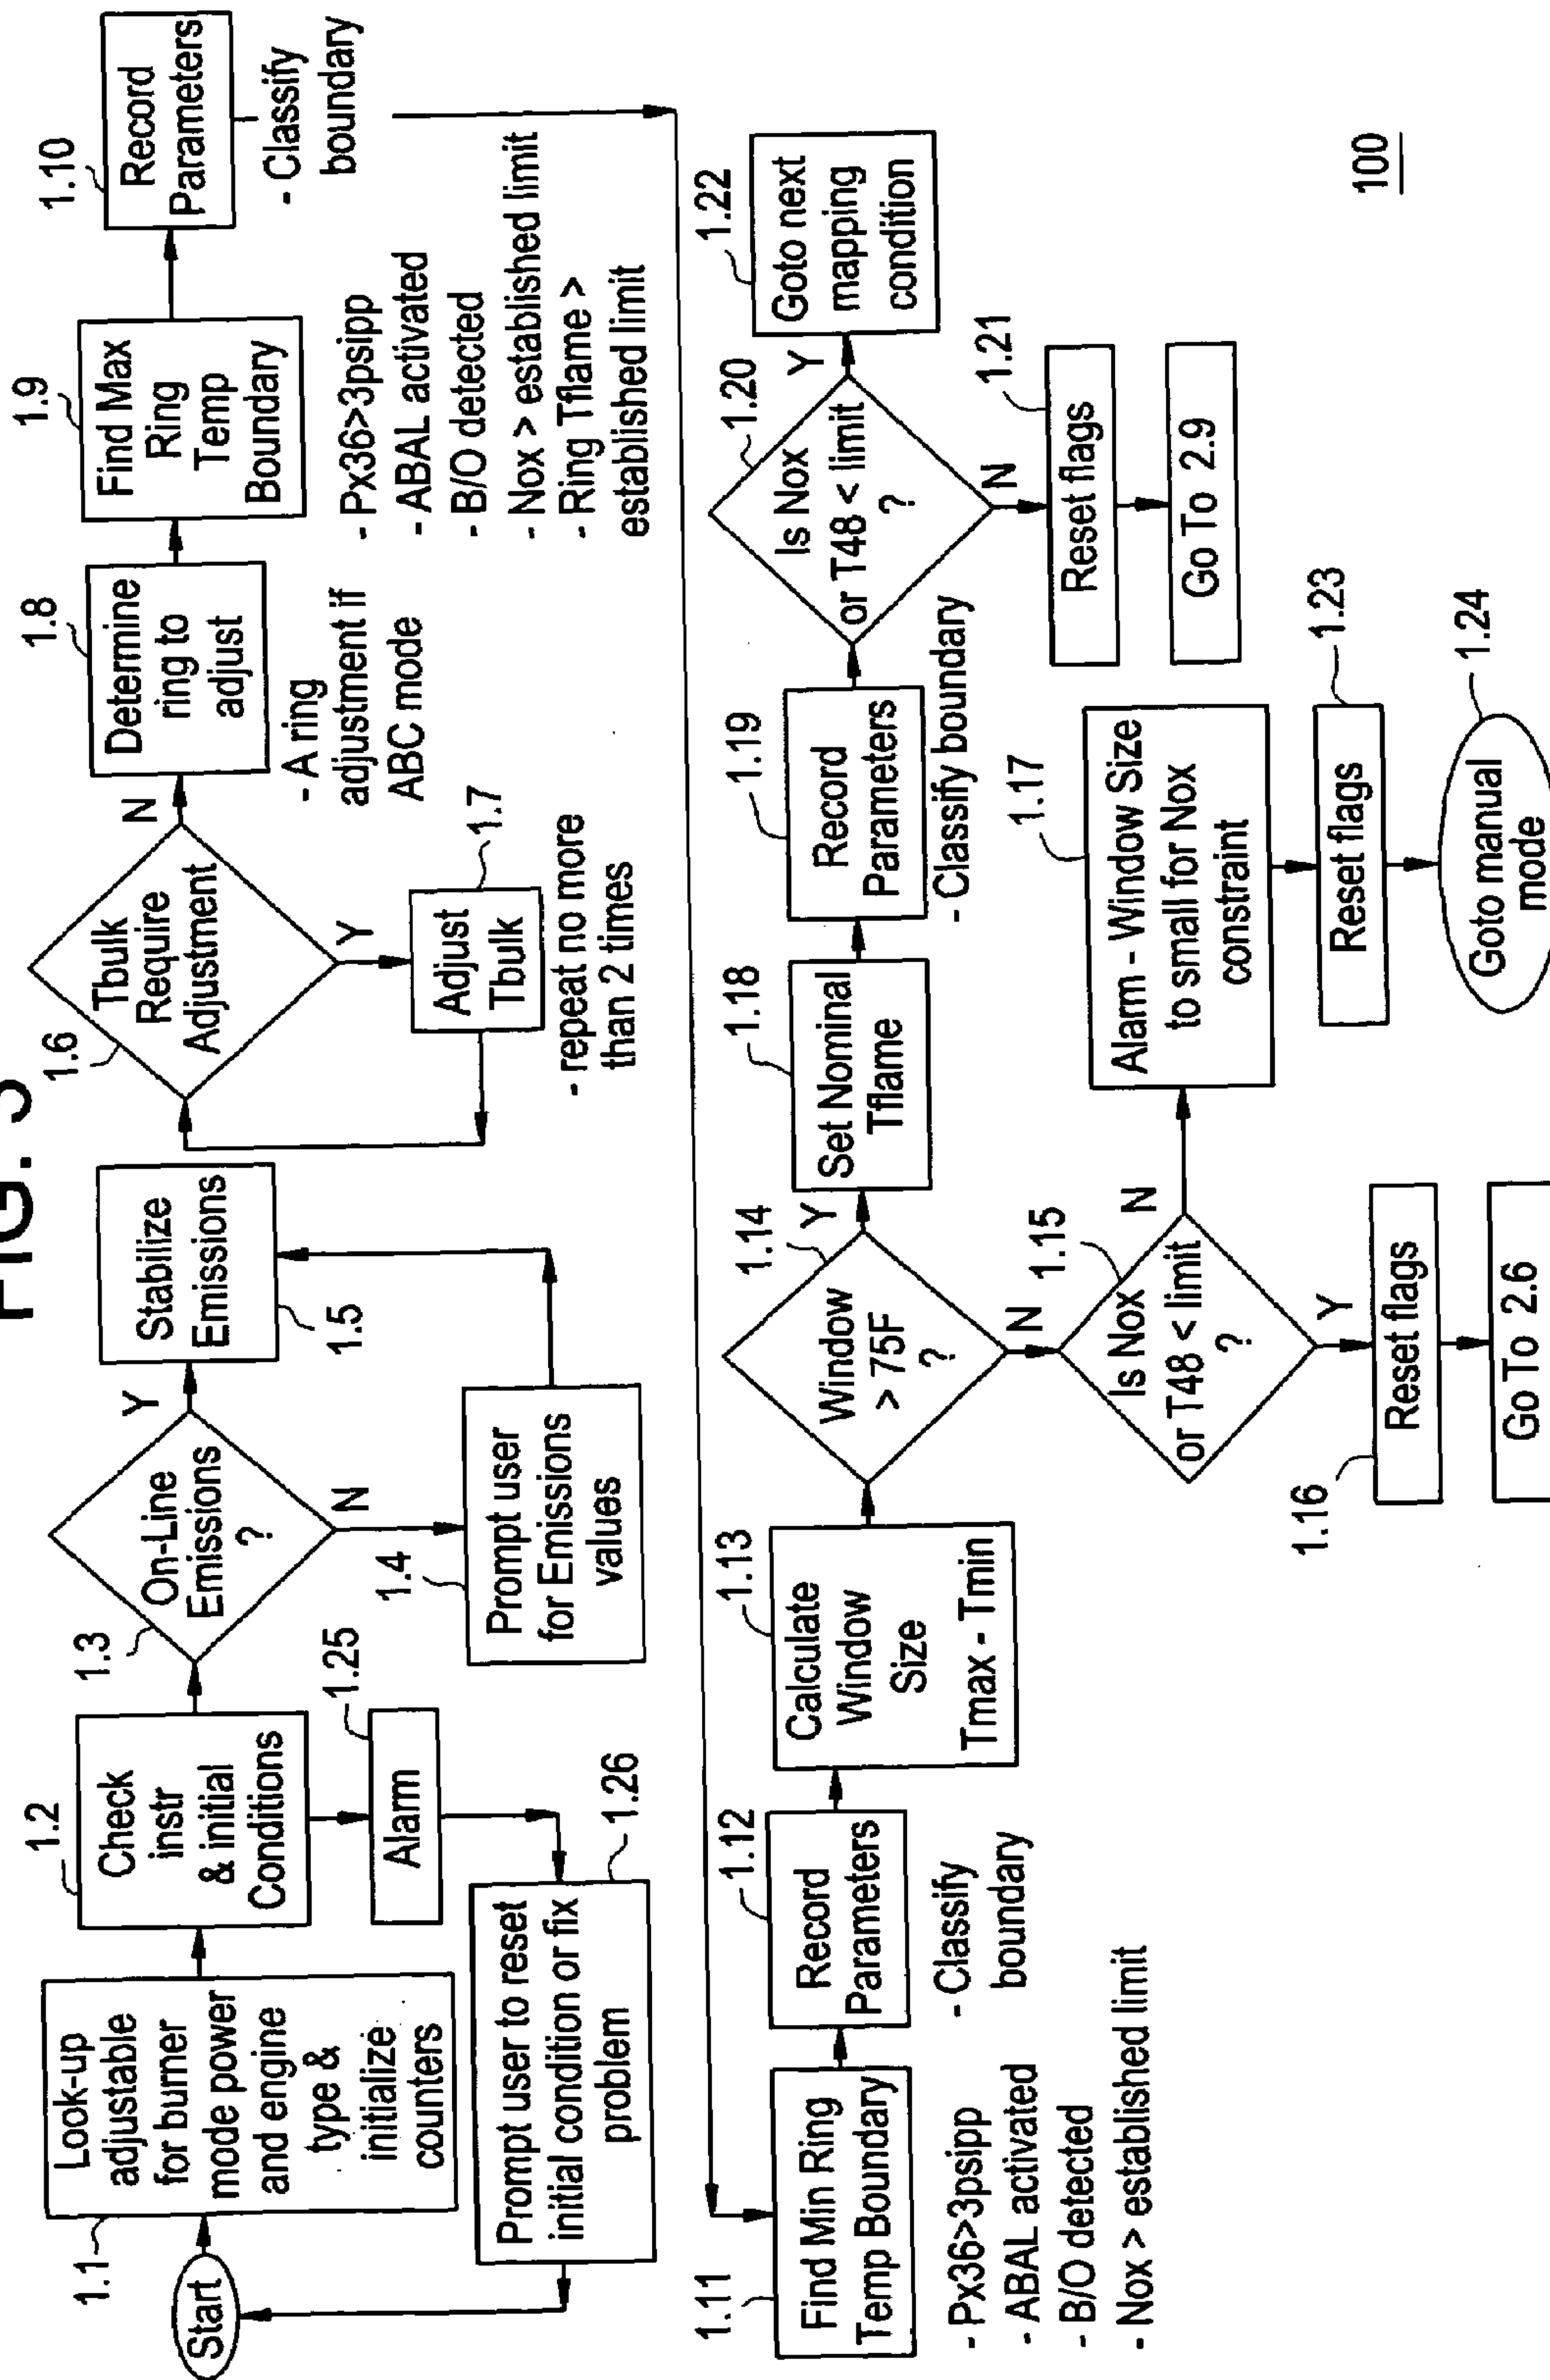 FIG. 3
Start
1.1
Look-up
adjustable
for burner
mode power
and engine
type &
initialize
counters
1.2
Check
instr
& initial
Conditions
1.25
Alarm
1.26
Prompt user to reset
initial condition or fix
problem
1.3
On-Line
Emissions
?
Y
N
1.4
Prompt user
for Emissions
values
Stabilize
Emissions
1.5
1.6
Tbulk
Require
Adjustment
N
Y
1.7
Adjust
Tbulk
- repeat no more
than 2 times
1.8
Determine
ring to
adjust
- A ring
adjustment if
ABC mode
1.9
Find Max
Ring
Temp
Boundary
- Px36>3psipp
- ABAL activated
- B/O detected
- Nox > established limit
- Ring Tflame >
established limit
1.10
Record
Parameters
- Classify
boundary
1.11
Find Min Ring
Temp Boundary
- Px36>3psipp
- ABAL activated
- B/O detected
- Nox > established limit
1.12
Record
Parameters
- Classify
boundary
1.13
Calculate
Window
Size
Tmax - Tmin
1.14
Window
> 75F
?
Y
N
1.15
Is Nox
or T48 < limit
?
N
Y
1.16
Reset flags
Go To 2.6
1.17
Alarm - Window Size
to small for Nox
constraint
1.23
Reset flags
1.24
Goto manual
mode
1.18
Set Nominal
Tflame
1.19
Record
Parameters
- Classify boundary
1.20
Is Nox
or T48 < limit
?
Y
N
1.21
Reset flags
Go To 2.9
1.22
Goto next
mapping
condition
100